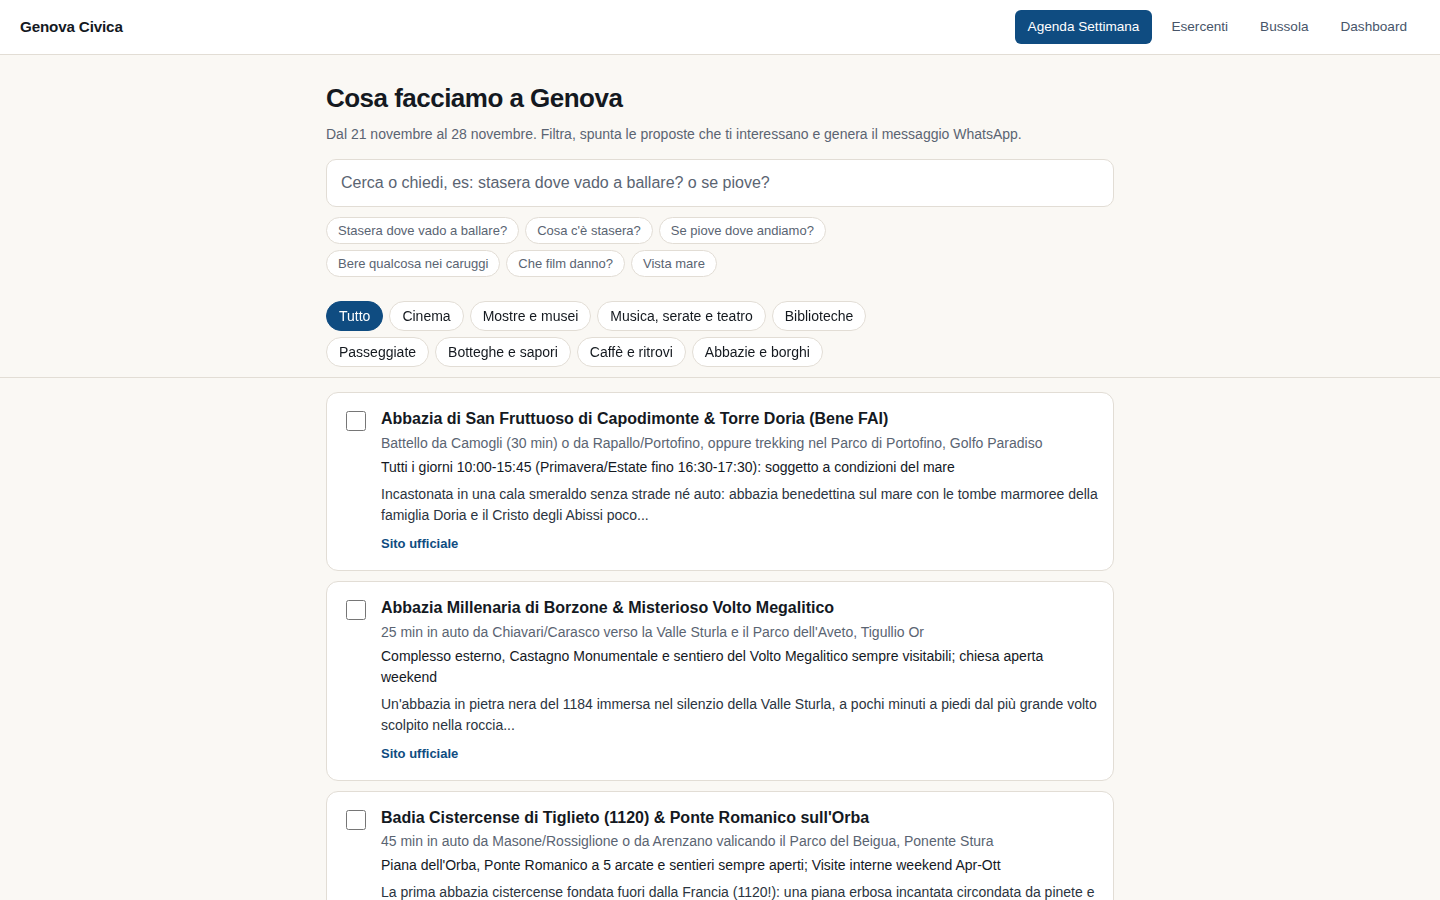 Genova Civica
Agenda Settimana
Esercenti
Bussola
Dashboard
Cosa facciamo a Genova
Dal 21 novembre al 28 novembre. Filtra, spunta le proposte che ti interessano e genera il messaggio WhatsApp.
Cerca o chiedi, es: stasera dove vado a ballare? o se piove?
Stasera dove vado a ballare?
Cosa c'è stasera?
Se piove dove andiamo?
Bere qualcosa nei caruggi
Che film danno?
Vista mare
Tutto
Cinema
Mostre e musei
Musica, serate e teatro
Biblioteche
Passeggiate
Botteghe e sapori
Caffè e ritrovi
Abbazie e borghi
Abbazia di San Fruttuoso di Capodimonte & Torre Doria (Bene FAI)
Battello da Camogli (30 min) o da Rapallo/Portofino, oppure trekking nel Parco di Portofino, Golfo Paradiso
Tutti i giorni 10:00-15:45 (Primavera/Estate fino 16:30-17:30): soggetto a condizioni del mare
Incastonata in una cala smeraldo senza strade né auto: abbazia benedettina sul mare con le tombe marmoree della
famiglia Doria e il Cristo degli Abissi poco...
Sito ufficiale
Abbazia Millenaria di Borzone & Misterioso Volto Megalitico
25 min in auto da Chiavari/Carasco verso la Valle Sturla e il Parco dell'Aveto, Tigullio Or
Complesso esterno, Castagno Monumentale e sentiero del Volto Megalitico sempre visitabili; chiesa aperta
weekend
Un'abbazia in pietra nera del 1184 immersa nel silenzio della Valle Sturla, a pochi minuti a piedi dal più grande volto
scolpito nella roccia...
Sito ufficiale
Badia Cistercense di Tiglieto (1120) & Ponte Romanico sull'Orba
45 min in auto da Masone/Rossiglione o da Arenzano valicando il Parco del Beigua, Ponente Stura
Piana dell'Orba, Ponte Romanico a 5 arcate e sentieri sempre aperti; Visite interne weekend Apr-Ott
La prima abbazia cistercense fondata fuori dalla Francia (1120!): una piana erbosa incantata circondata da pinete e